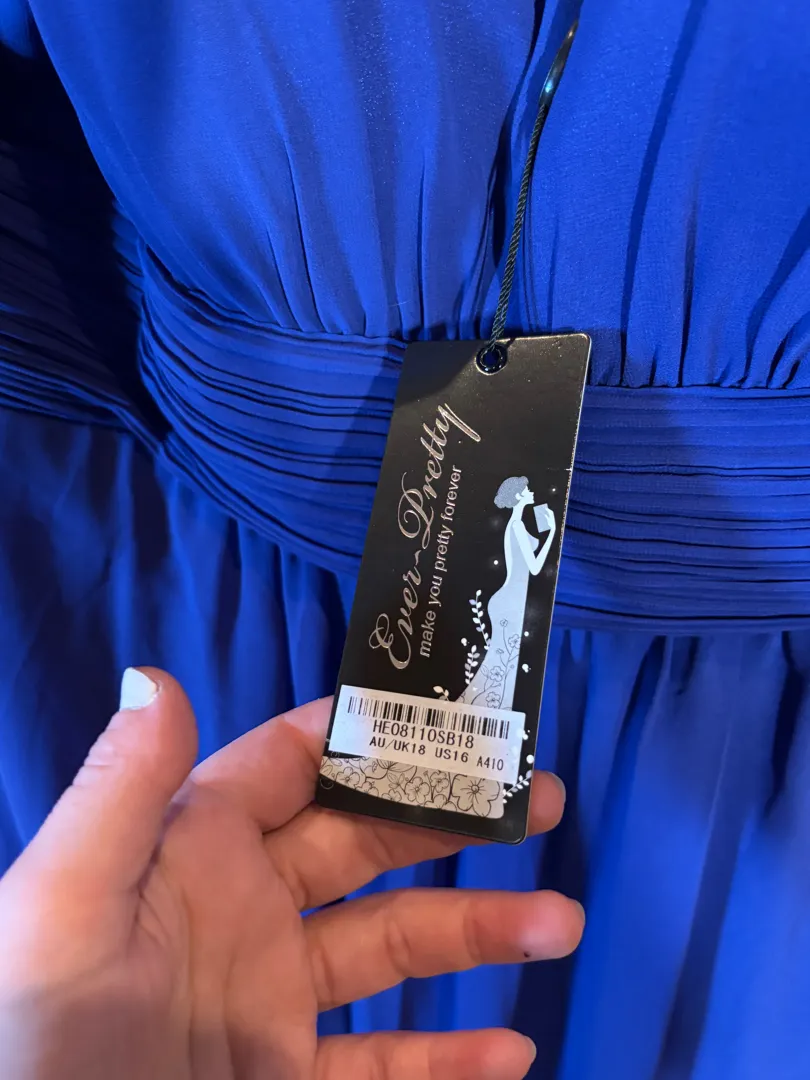 Ever-Pretty
make you pretty forever
HE08110SB18
AU/UK18 US16 A410